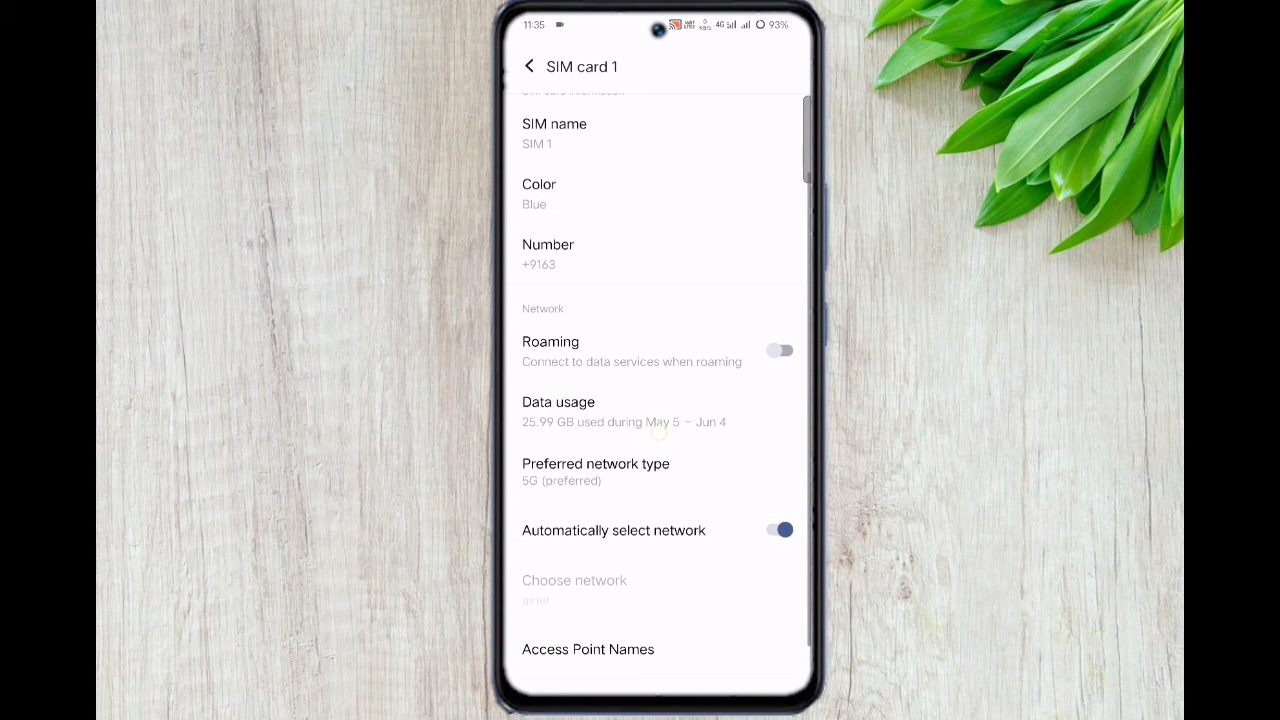 11:35 4G 93%
SIM card 1
SIM name
SIM 1
Color
Blue
Number
+9163
Network
Roaming
Connect to data services when roaming
Data usage
25.99 GB used during May 5 – Jun 4
Preferred network type
5G (preferred)
Automatically select network
Choose network
airtel
Access Point Names